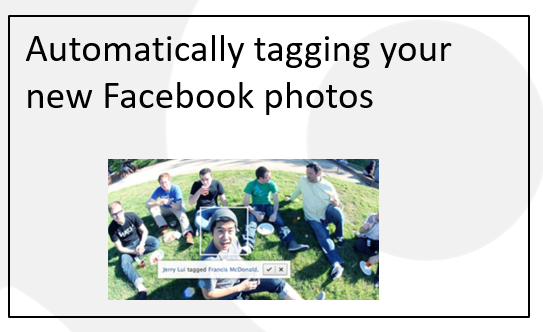 Automatically tagging your
new Facebook photos
Jerry Lui tagged Francis McDonald.